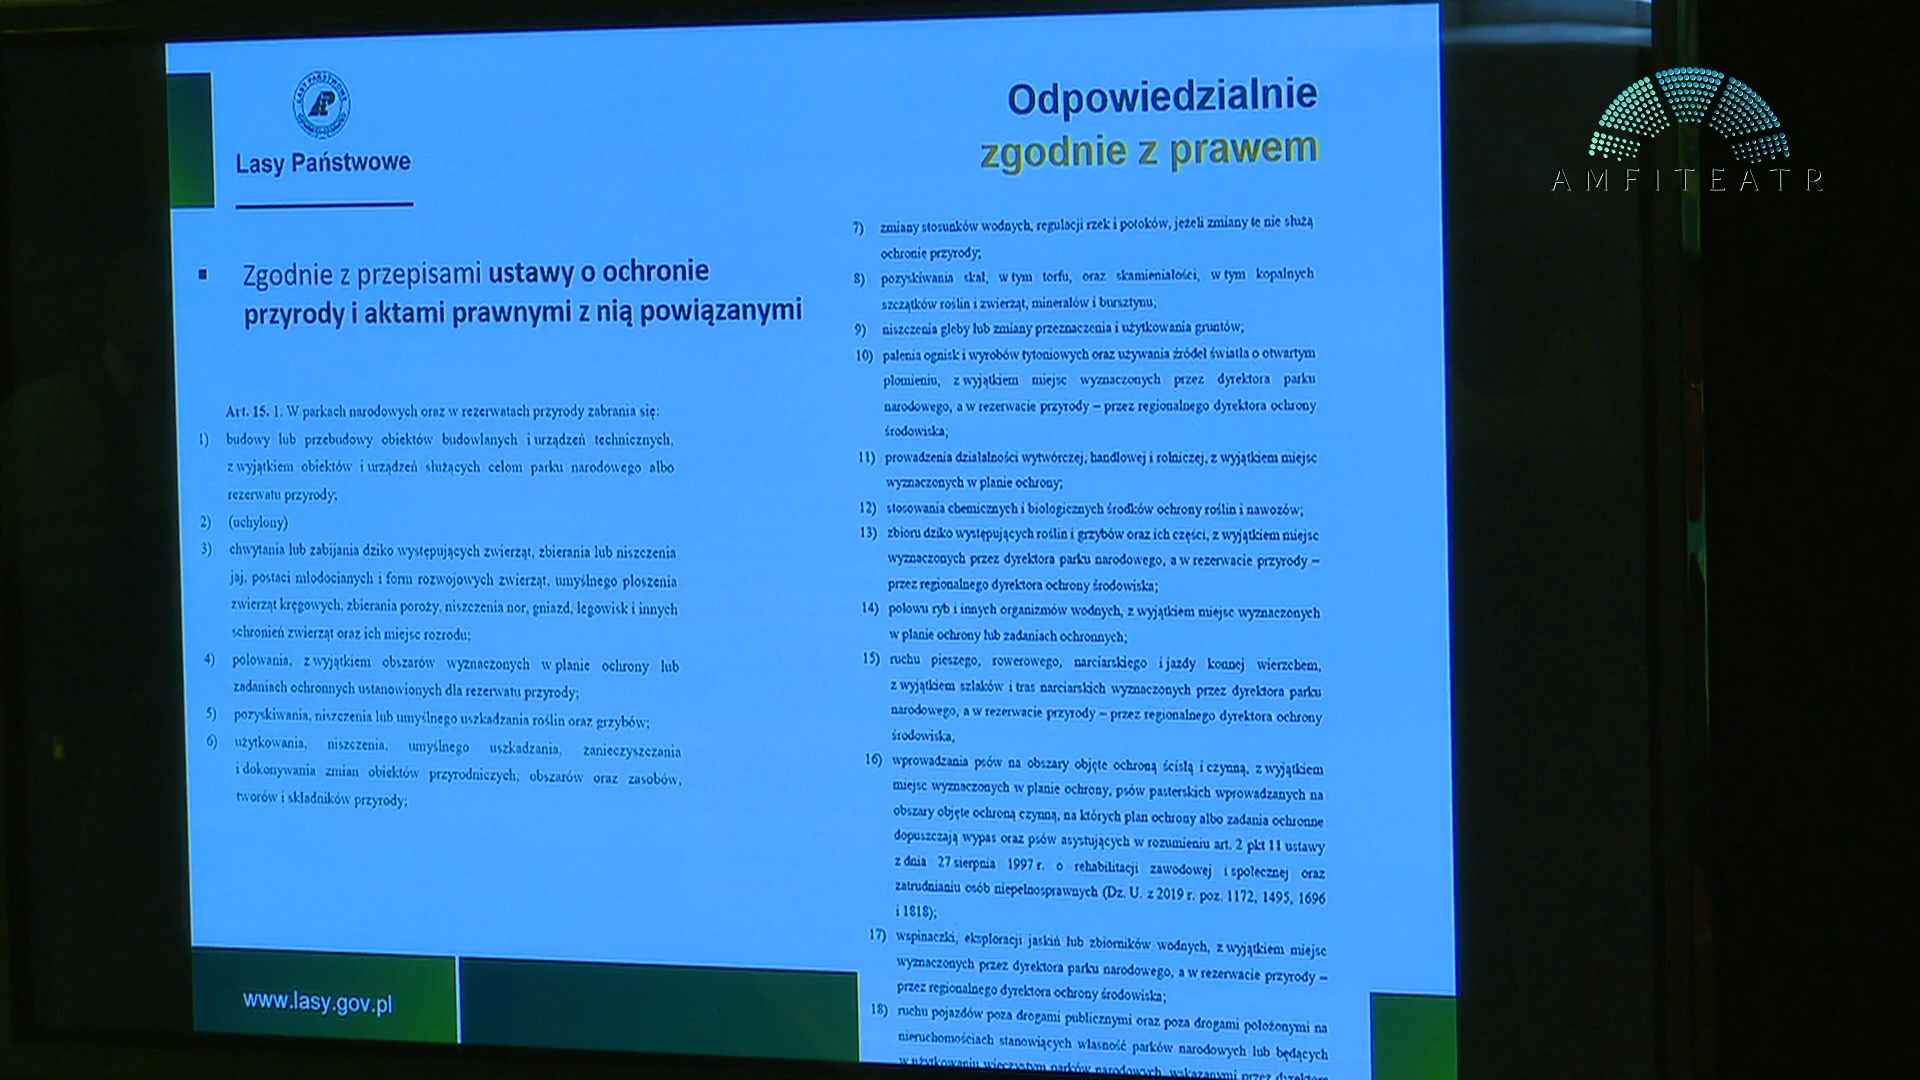 LASY PAŃSTWOWE
Lasy Państwowe
Odpowiedzialnie
zgodnie z prawem
▪ Zgodnie z przepisami ustawy o ochronie
przyrody i aktami prawnymi z nią powiązanymi
Art. 15. 1. W parkach narodowych oraz w rezerwatach przyrody zabrania się:
1) budowy lub przebudowy obiektów budowlanych i urządzeń technicznych,
z wyjątkiem obiektów i urządzeń służących celom parku narodowego albo
rezerwatu przyrody;
2) (uchylony)
3) chwytania lub zabijania dziko występujących zwierząt, zbierania lub niszczenia
jaj, postaci młodocianych i form rozwojowych zwierząt, umyślnego płoszenia
zwierząt kręgowych, zbierania poroży, niszczenia nor, gniazd, legowisk i innych
schronień zwierząt oraz ich miejsc rozrodu;
4) polowania, z wyjątkiem obszarów wyznaczonych w planie ochrony lub
zadaniach ochronnych ustanowionych dla rezerwatu przyrody;
5) pozyskiwania, niszczenia lub umyślnego uszkadzania roślin oraz grzybów;
6) użytkowania, niszczenia, umyślnego uszkadzania, zanieczyszczania
i dokonywania zmian obiektów przyrodniczych, obszarów oraz zasobów,
tworów i składników przyrody;
7) zmiany stosunków wodnych, regulacji rzek i potoków, jeżeli zmiany te nie służą
ochronie przyrody;
8) pozyskiwania skał, w tym torfu, oraz skamieniałości, w tym kopalnych
szczątków roślin i zwierząt, minerałów i bursztynu;
9) niszczenia gleby lub zmiany przeznaczenia i użytkowania gruntów;
10) palenia ognisk i wyrobów tytoniowych oraz używania źródeł światła o otwartym
płomieniu, z wyjątkiem miejsc wyznaczonych przez dyrektora parku
narodowego, a w rezerwacie przyrody – przez regionalnego dyrektora ochrony
środowiska;
11) prowadzenia działalności wytwórczej, handlowej i rolniczej, z wyjątkiem miejsc
wyznaczonych w planie ochrony;
12) stosowania chemicznych i biologicznych środków ochrony roślin i nawozów;
13) zbioru dziko występujących roślin i grzybów oraz ich części, z wyjątkiem miejsc
wyznaczonych przez dyrektora parku narodowego, a w rezerwacie przyrody –
przez regionalnego dyrektora ochrony środowiska;
14) połowu ryb i innych organizmów wodnych, z wyjątkiem miejsc wyznaczonych
w planie ochrony lub zadaniach ochronnych;
15) ruchu pieszego, rowerowego, narciarskiego i jazdy konnej wierzchem,
z wyjątkiem szlaków i tras narciarskich wyznaczonych przez dyrektora parku
narodowego, a w rezerwacie przyrody – przez regionalnego dyrektora ochrony
środowiska;
16) wprowadzania psów na obszary objęte ochroną ścisłą i czynną, z wyjątkiem
miejsc wyznaczonych w planie ochrony, psów pasterskich wprowadzanych na
obszary objęte ochroną czynną, na których plan ochrony albo zadania ochronne
dopuszczają wypas oraz psów asystujących w rozumieniu art. 2 pkt 11 ustawy
z dnia 27 sierpnia 1997 r. o rehabilitacji zawodowej i społecznej oraz
zatrudnianiu osób niepełnosprawnych (Dz. U. z 2019 r. poz. 1172, 1495, 1696
i 1818);
17) wspinaczki, eksploracji jaskiń lub zbiorników wodnych, z wyjątkiem miejsc
wyznaczonych przez dyrektora parku narodowego, a w rezerwacie przyrody –
przez regionalnego dyrektora ochrony środowiska;
18) ruchu pojazdów poza drogami publicznymi oraz poza drogami położonymi na
nieruchomościach stanowiących własność parków narodowych lub będących
w użytkowaniu wieczystym parków narodowych, wskazanymi przez dyrektora
www.lasy.gov.pl
AMFITEATR